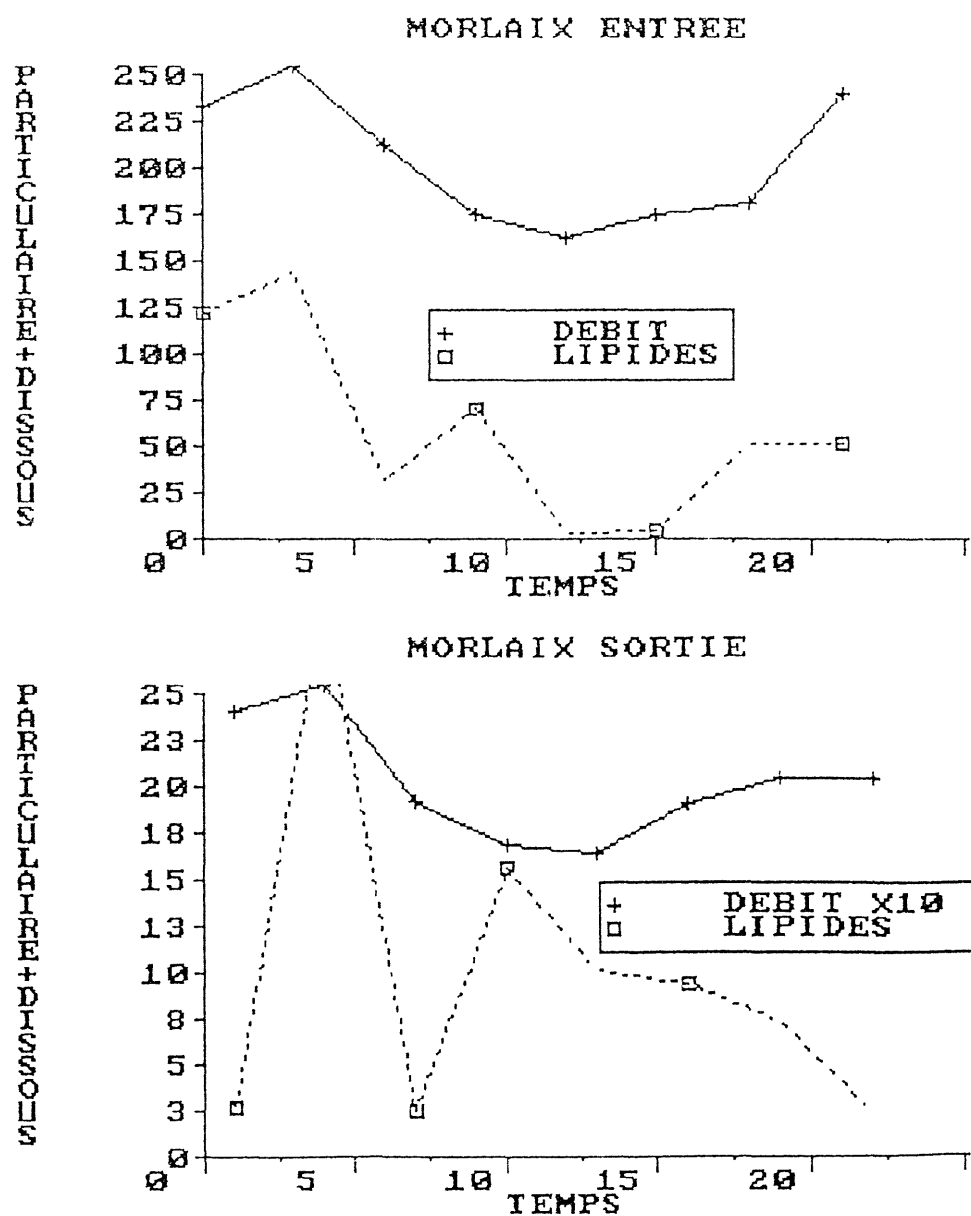 MORLAIX ENTREE
PARTICULAIRE+DISSOUS
250
225
200
175
150
125
100
75
50
25
0
DEBIT
LIPIDES
0 5 10 15 20
TEMPS
MORLAIX SORTIE
PARTICULAIRE+DISSOUS
25
23
20
18
15
13
10
8
5
3
0
DEBIT X10
LIPIDES
0 5 10 15 20
TEMPS